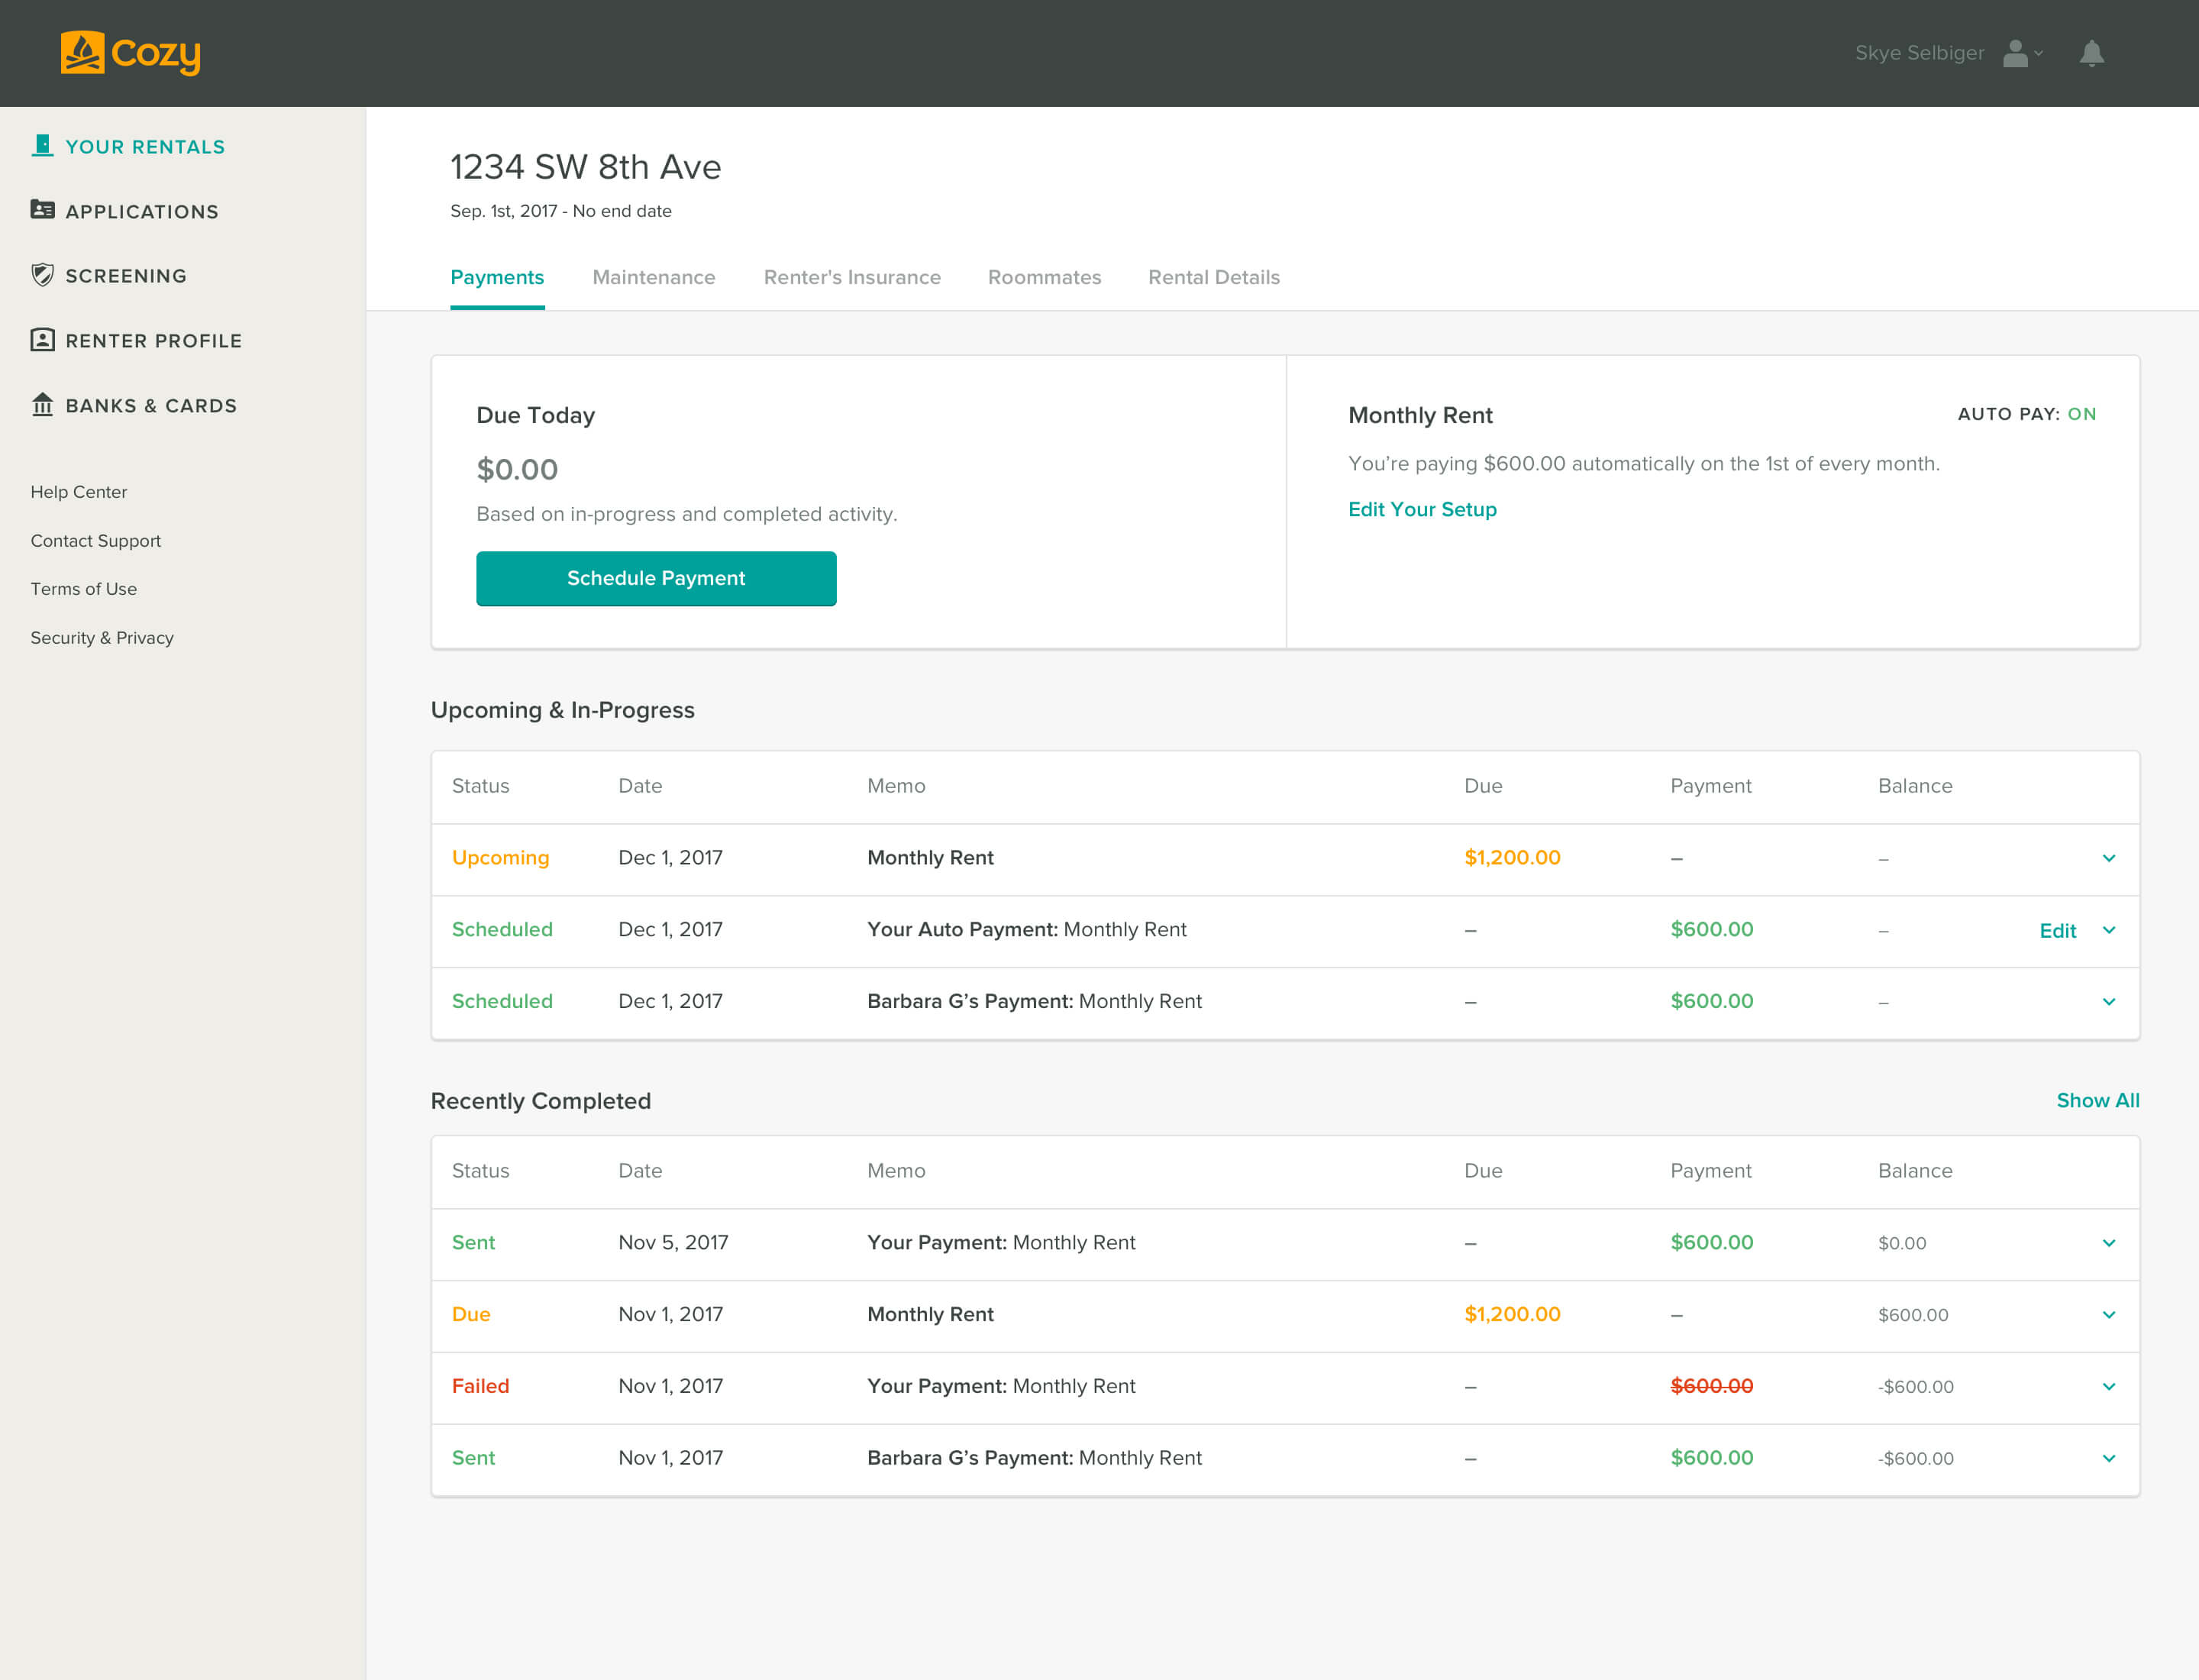 Cozy
Skye Selbiger
YOUR RENTALS
APPLICATIONS
SCREENING
RENTER PROFILE
BANKS & CARDS
Help Center
Contact Support
Terms of Use
Security & Privacy
1234 SW 8th Ave
Sep. 1st, 2017 - No end date
Payments Maintenance Renter's Insurance Roommates Rental Details
Due Today
$0.00
Based on in-progress and completed activity.
Schedule Payment
Monthly Rent AUTO PAY: ON
You’re paying $600.00 automatically on the 1st of every month.
Edit Your Setup
Upcoming & In-Progress
Status Date Memo Due Payment Balance
Upcoming Dec 1, 2017 Monthly Rent $1,200.00 – –
Scheduled Dec 1, 2017 Your Auto Payment: Monthly Rent – $600.00 – Edit
Scheduled Dec 1, 2017 Barbara G’s Payment: Monthly Rent – $600.00 –
Recently Completed Show All
Status Date Memo Due Payment Balance
Sent Nov 5, 2017 Your Payment: Monthly Rent – $600.00 $0.00
Due Nov 1, 2017 Monthly Rent $1,200.00 – $600.00
Failed Nov 1, 2017 Your Payment: Monthly Rent – $600.00 -$600.00
Sent Nov 1, 2017 Barbara G’s Payment: Monthly Rent – $600.00 -$600.00